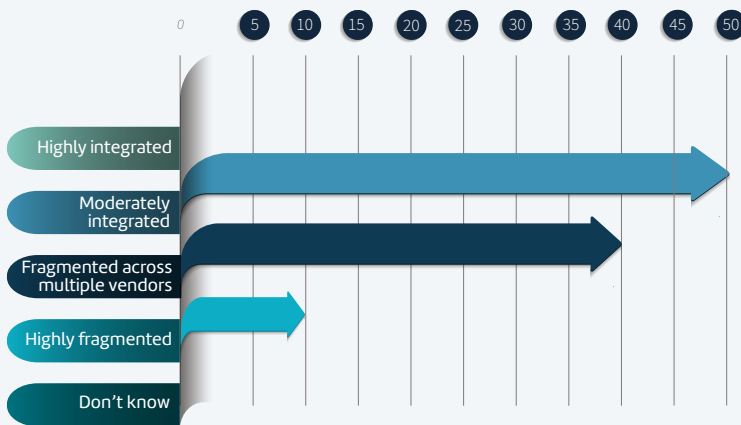 0 5 10 15 20 25 30 35 40 45 50
Highly integrated
Moderately
integrated
Fragmented across
multiple vendors
Highly fragmented
Don't know